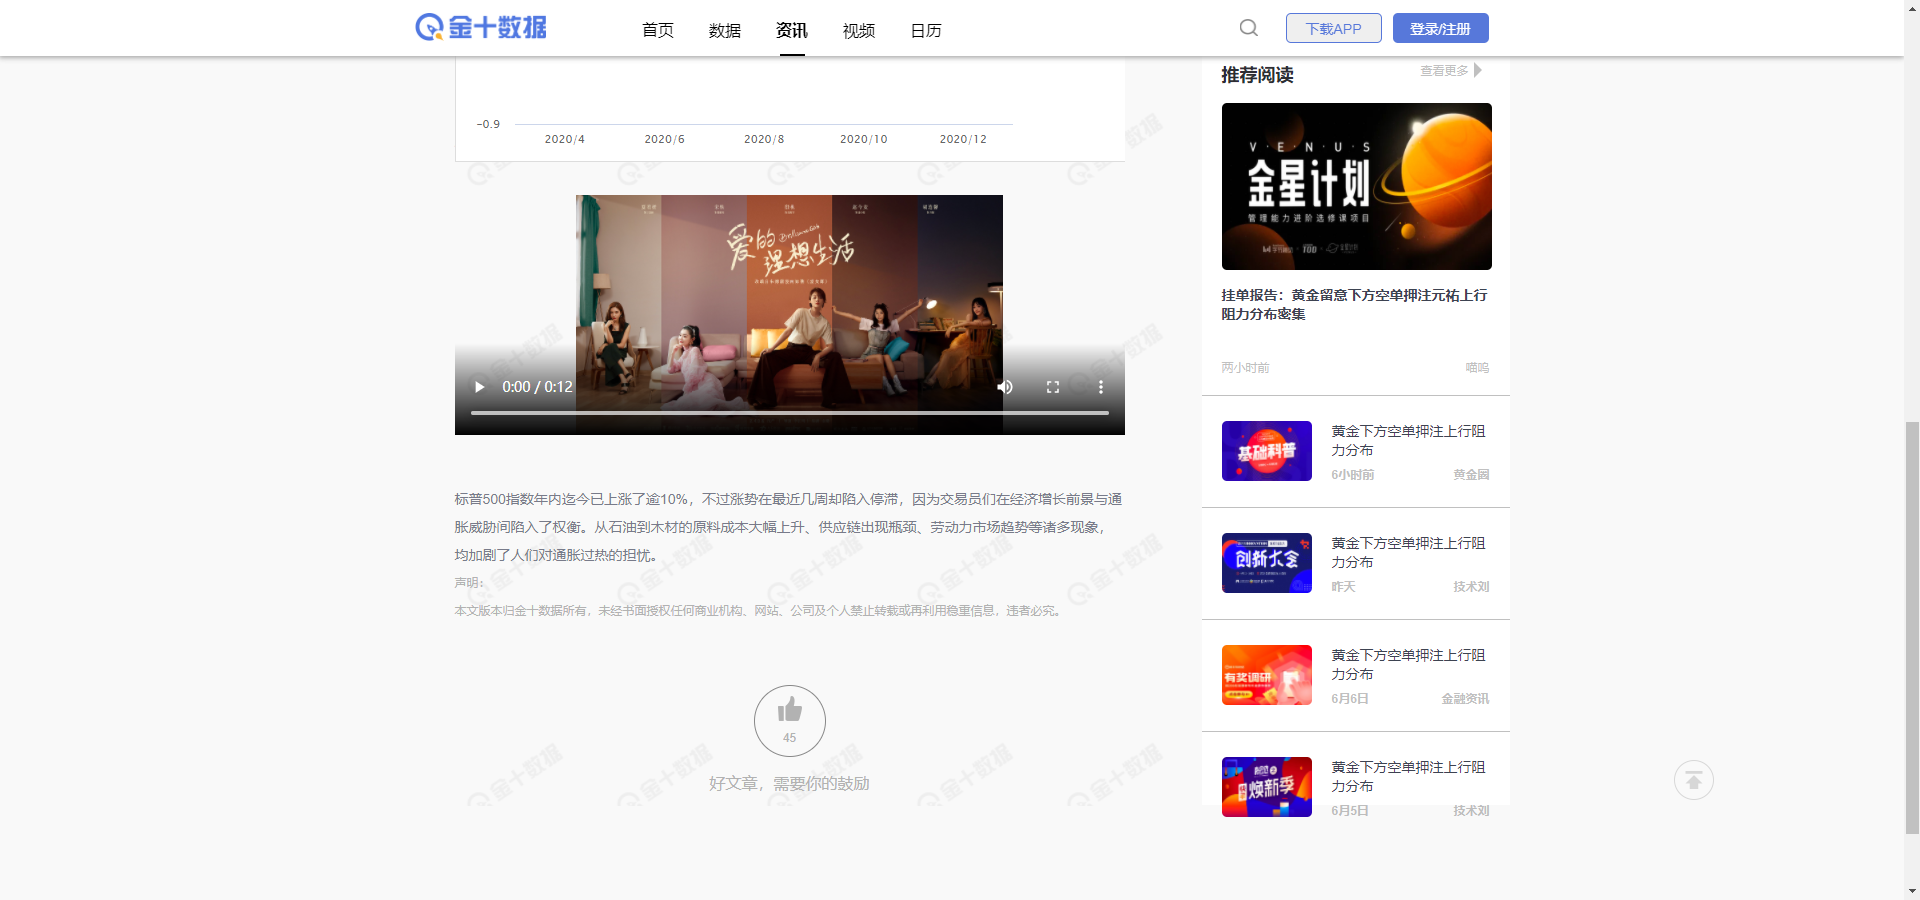 金十数据
首页
数据
资讯
视频
日历
下载APP
登录/注册
-0.9
2020/4
2020/6
2020/8
2020/10
2020/12
爱的
理想生活
0:00 / 0:12
标普500指数年内迄今已上涨了逾10%，不过涨势在最近几周却陷入停滞，因为交易员们在经济增长前景与通
胀威胁间陷入了权衡。从石油到木材的原料成本大幅上升、供应链出现瓶颈、劳动力市场趋势等诸多现象，
均加剧了人们对通胀过热的担忧。
声明：
本文版本归金十数据所有，未经书面授权任何商业机构、网站、公司及个人禁止转载或再利用稳重信息，违者必究。
45
好文章，需要你的鼓励
推荐阅读
查看更多
V·E·N·U·S
金星计划
管理能力进阶选修课项目
挂单报告：黄金留意下方空单押注元祐上行
阻力分布密集
两小时前
喵呜
基础科普
黄金下方空单押注上行阻
力分布
6小时前
黄金圆
创新大会
黄金下方空单押注上行阻
力分布
昨天
技术刘
有奖调研
黄金下方空单押注上行阻
力分布
6月6日
金融资讯
焕新季
黄金下方空单押注上行阻
力分布
6月5日
技术刘